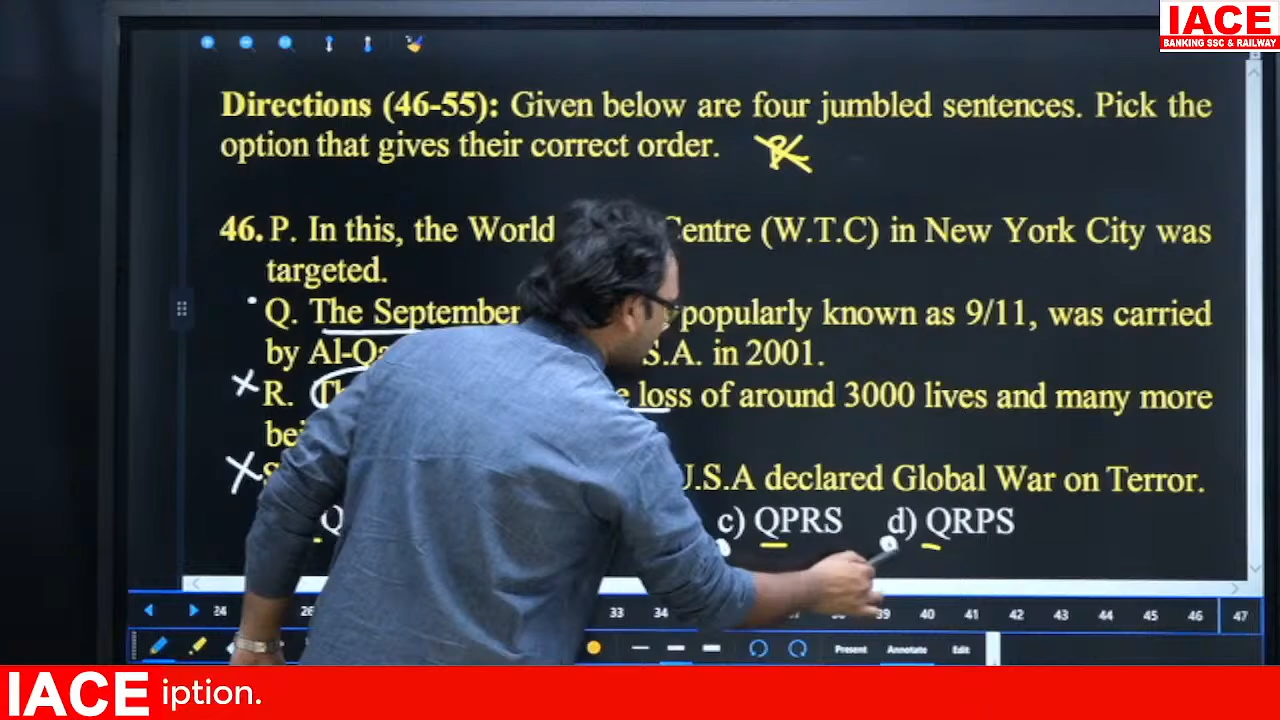 IACE
BANKING SSC & RAILWAY
Directions (46-55): Given below are four jumbled sentences. Pick the
option that gives their correct order.
46. P. In this, the World Centre (W.T.C) in New York City was
targeted.
Q. The September popularly known as 9/11, was carried
by S.A. in 2001.
R. loss of around 3000 lives and many more
U.S.A declared Global War on Terror.
c) QPRS d) QRPS
24 33 34 39 40 41 42 43 44 45 46 47
Present Annotate Edit
IACE iption.